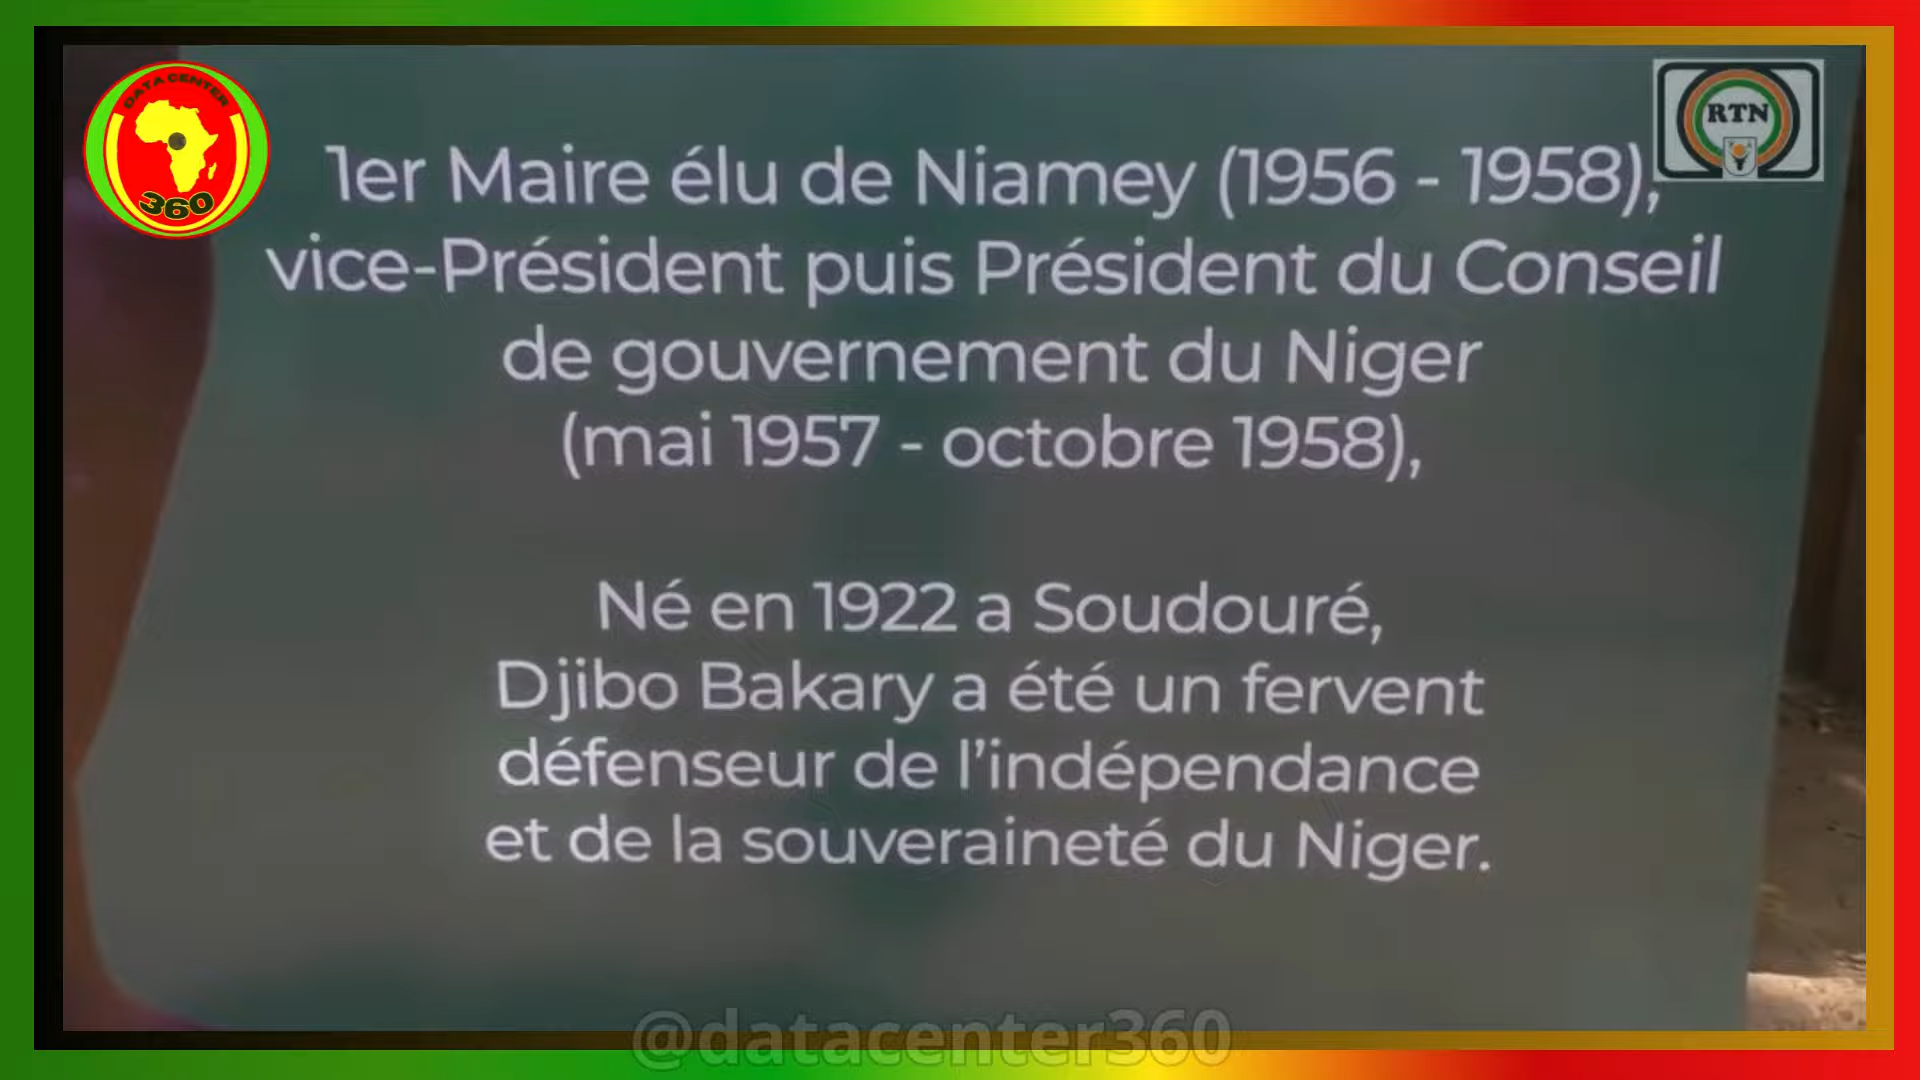 DATA CENTER
360
RTN
1er Maire élu de Niamey (1956 - 1958),
vice-Président puis Président du Conseil
de gouvernement du Niger
(mai 1957 - octobre 1958),
Né en 1922 a Soudouré,
Djibo Bakary a été un fervent
défenseur de l'indépendance
et de la souveraineté du Niger.
@datacenter360